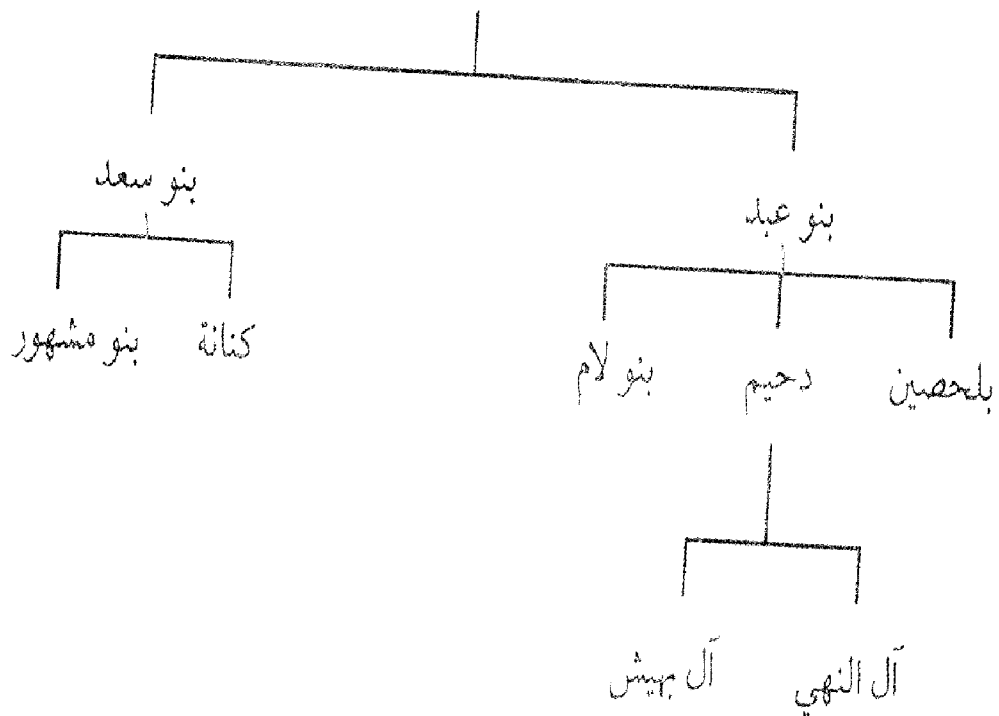 بنو عبد
بنو سعد
بلحصين
دحيم
بنو لام
كنانة
بنو مشهور
آل النهي
آل بهيش